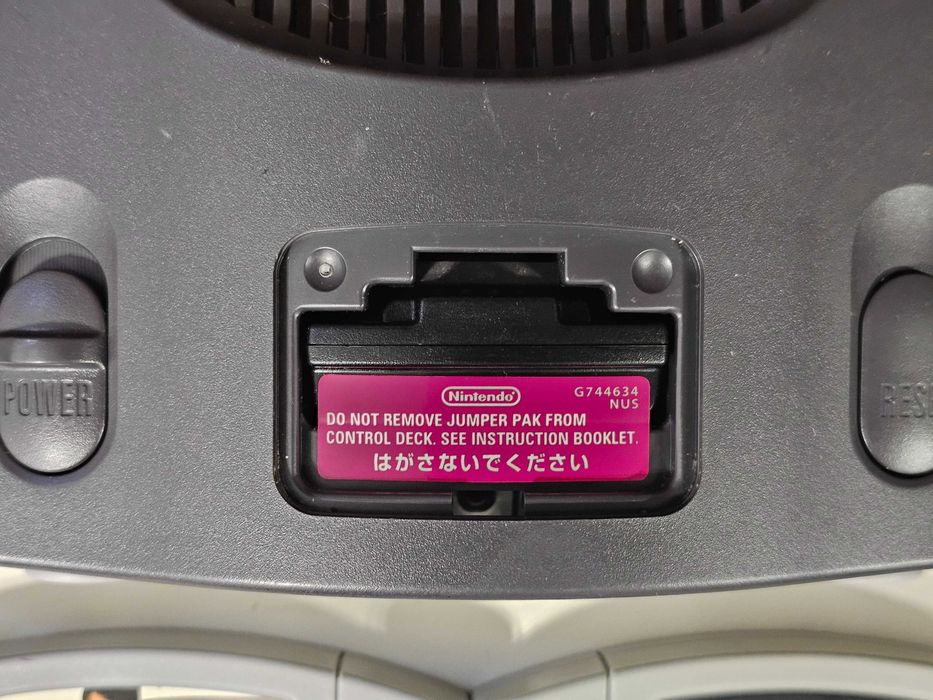 POWER
RES
Nintendo
G744634
NUS
DO NOT REMOVE JUMPER PAK FROM
CONTROL DECK. SEE INSTRUCTION BOOKLET.
はがさないでください